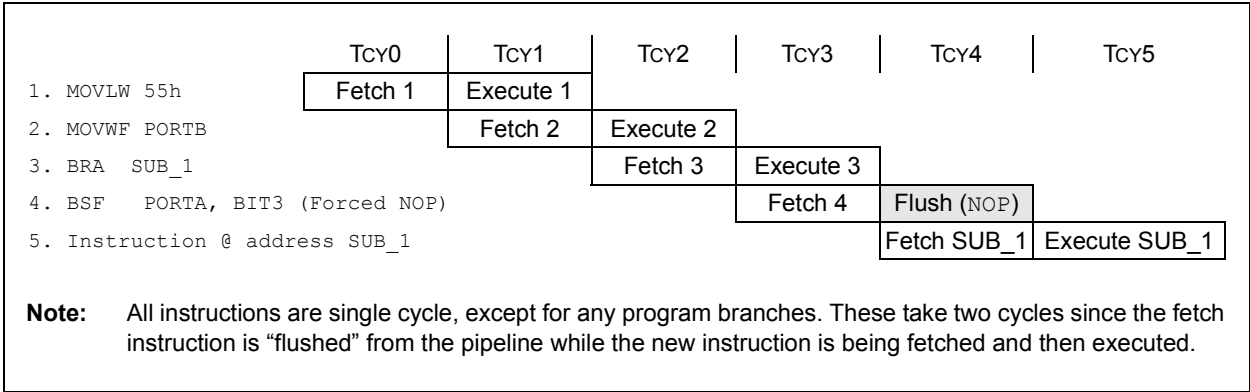 TCY0 TCY1 TCY2 TCY3 TCY4 TCY5
1. MOVLW 55h Fetch 1 Execute 1
2. MOVWF PORTB Fetch 2 Execute 2
3. BRA SUB_1 Fetch 3 Execute 3
4. BSF PORTA, BIT3 (Forced NOP) Fetch 4 Flush (NOP)
5. Instruction @ address SUB_1 Fetch SUB_1 Execute SUB_1
Note: All instructions are single cycle, except for any program branches. These take two cycles since the fetch
instruction is “flushed” from the pipeline while the new instruction is being fetched and then executed.